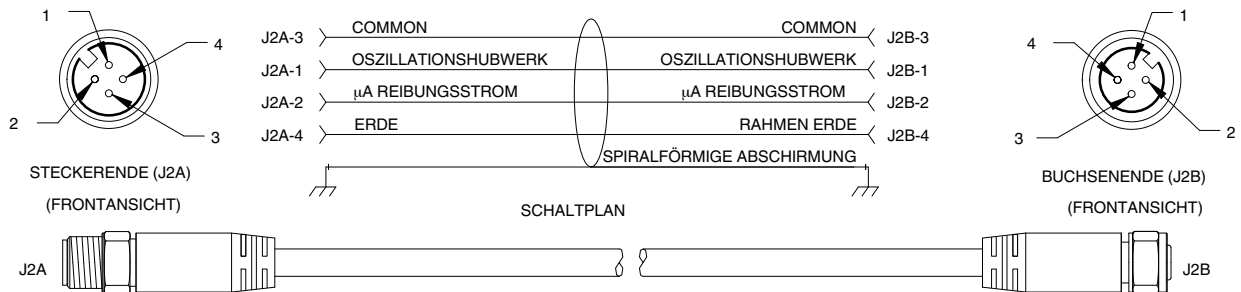 1
4
2
3
STECKERENDE (J2A)
(FRONTANSICHT)
J2A-3 COMMON COMMON J2B-3
J2A-1 OSZILLATIONSHUBWERK OSZILLATIONSHUBWERK J2B-1
J2A-2 µA REIBUNGSSTROM µA REIBUNGSSTROM J2B-2
J2A-4 ERDE RAHMEN ERDE J2B-4
SPIRALFÖRMIGE ABSCHIRMUNG
SCHALTPLAN
1
4
3
2
BUCHSENENDE (J2B)
(FRONTANSICHT)
J2A
J2B